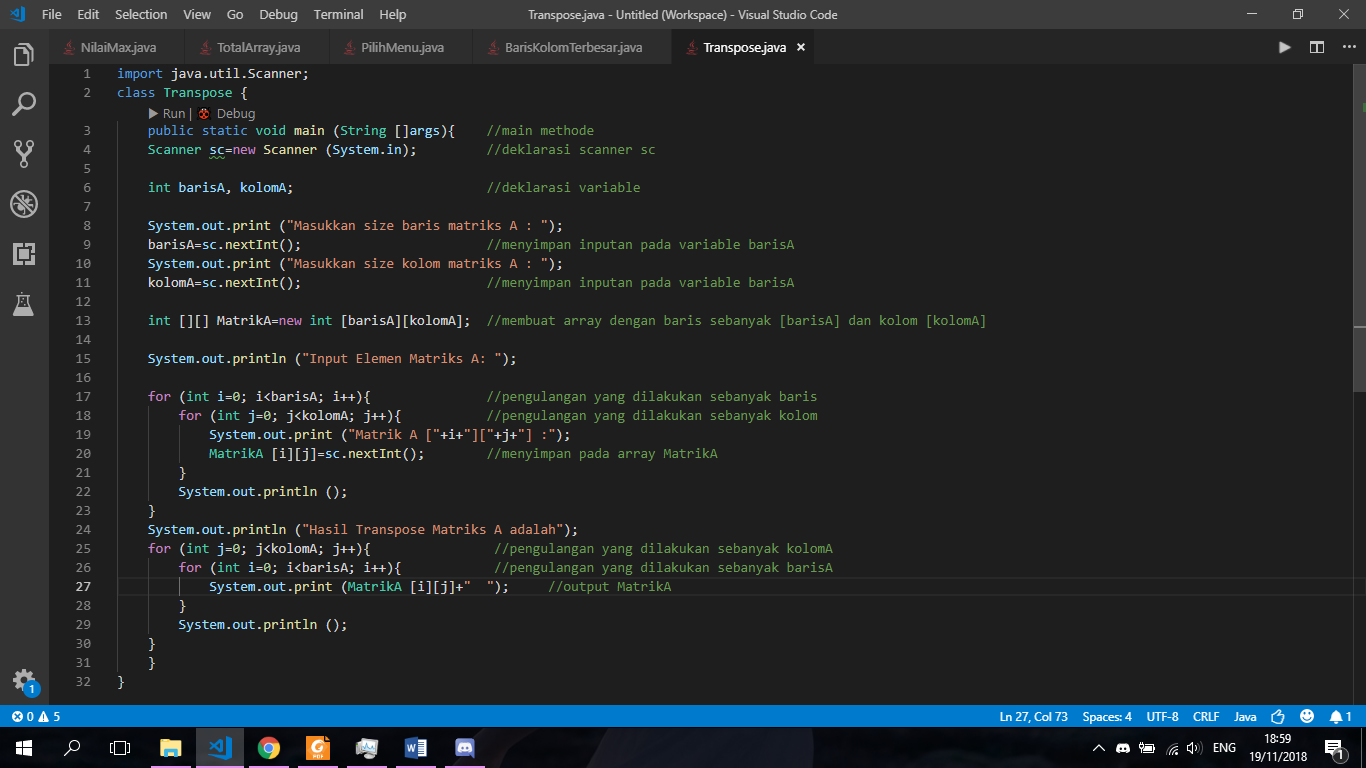 File Edit Selection View Go Debug Terminal Help Transpose.java - Untitled (Workspace) - Visual Studio Code
NilaiMax.java TotalArray.java PilihMenu.java BarisKolomTerbesar.java Transpose.java
1 import java.util.Scanner;
2 class Transpose {
Run | Debug
3 public static void main (String []args){ //main methode
4 Scanner sc=new Scanner (System.in); //deklarasi scanner sc
5
6 int barisA, kolomA; //deklarasi variable
7
8 System.out.print ("Masukkan size baris matriks A : ");
9 barisA=sc.nextInt(); //menyimpan inputan pada variable barisA
10 System.out.print ("Masukkan size kolom matriks A : ");
11 kolomA=sc.nextInt(); //menyimpan inputan pada variable barisA
12
13 int [][] MatrikA=new int [barisA][kolomA]; //membuat array dengan baris sebanyak [barisA] dan kolom [kolomA]
14
15 System.out.println ("Input Elemen Matriks A: ");
16
17 for (int i=0; i<barisA; i++){ //pengulangan yang dilakukan sebanyak baris
18 for (int j=0; j<kolomA; j++){ //pengulangan yang dilakukan sebanyak kolom
19 System.out.print ("Matrik A ["+i+"]["+j+"] :");
20 MatrikA [i][j]=sc.nextInt(); //menyimpan pada array MatrikA
21 }
22 System.out.println ();
23 }
24 System.out.println ("Hasil Transpose Matriks A adalah");
25 for (int j=0; j<kolomA; j++){ //pengulangan yang dilakukan sebanyak kolomA
26 for (int i=0; i<barisA; i++){ //pengulangan yang dilakukan sebanyak barisA
27 System.out.print (MatrikA [i][j]+"  "); //output MatrikA
28 }
29 System.out.println ();
30 }
31 }
32 }
1
0 5 Ln 27, Col 73 Spaces: 4 UTF-8 CRLF Java 1
PDF W ENG 18:59
19/11/2018 1